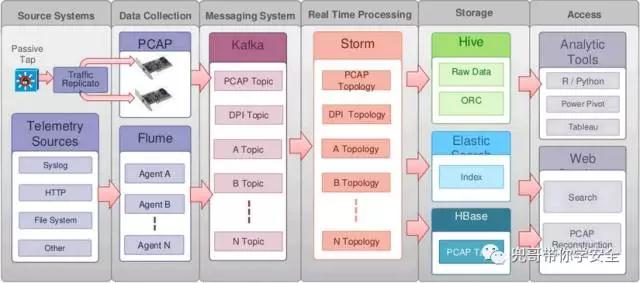 Source Systems
Data Collection
Messaging System
Real Time Processing
Storage
Access
Passive
Tap
Traffic
Replicato
PCAP
Telemetry
Sources
Syslog
HTTP
File System
Other
Flume
Agent A
Agent B
Agent N
Kafka
PCAP Topic
DPI Topic
A Topic
B Topic
N Topic
Storm
PCAP
Topology
DPI Topology
A Topology
B Topology
N Topology
Hive
Raw Data
ORC
Elastic
Index
HBase
PCAP
Analytic
Tools
R / Python
Power Pivot
Tableau
Web
Search
PCAP
Reconstruction
兜哥带你学安全